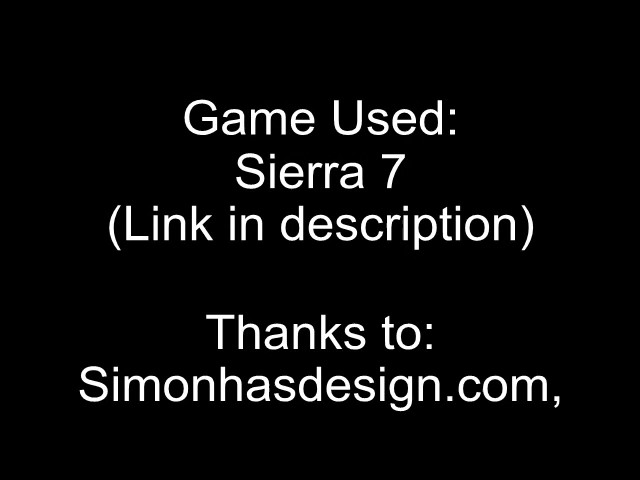 Game Used:
Sierra 7
(Link in description)
Thanks to:
Simonhasdesign.com,